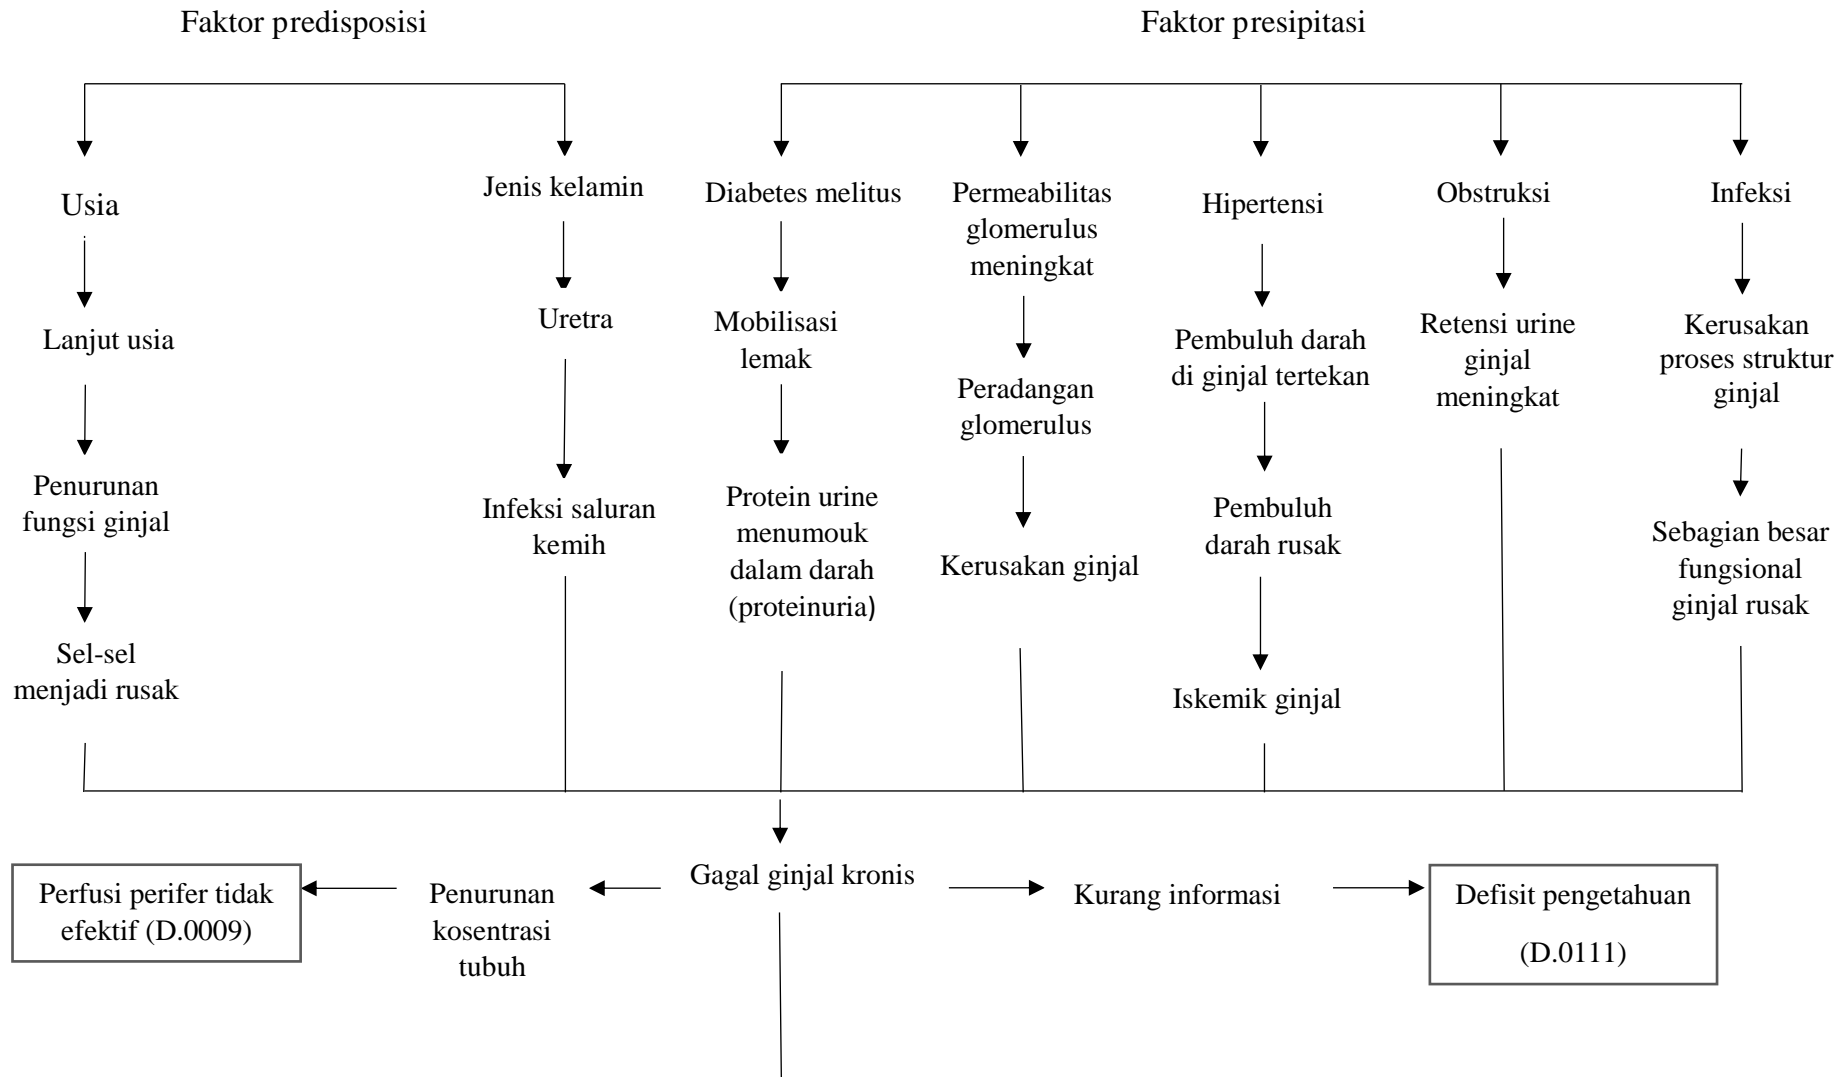 Faktor predisposisi
Faktor presipitasi
Usia
Lanjut usia
Penurunan
fungsi ginjal
Sel-sel
menjadi rusak
Jenis kelamin
Uretra
Infeksi saluran
kemih
Diabetes melitus
Mobilisasi
lemak
Protein urine
menumouk
dalam darah
(proteinuria)
Permeabilitas
glomerulus
meningkat
Peradangan
glomerulus
Kerusakan ginjal
Hipertensi
Pembuluh darah
di ginjal tertekan
Pembuluh
darah rusak
Iskemik ginjal
Obstruksi
Retensi urine
ginjal
meningkat
Infeksi
Kerusakan
proses struktur
ginjal
Sebagian besar
fungsional
ginjal rusak
Perfusi perifer tidak
efektif (D.0009)
Penurunan
kosentrasi
tubuh
Gagal ginjal kronis
Kurang informasi
Defisit pengetahuan
(D.0111)